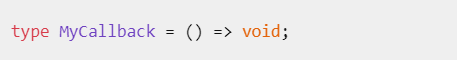 type MyCallback = () => void;